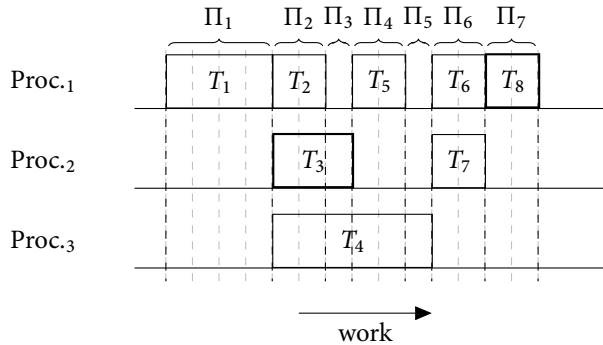 Π₁ Π₂ Π₃ Π₄ Π₅ Π₆ Π₇
Proc.₁ T₁ T₂ T₅ T₆ T₈
Proc.₂ T₃ T₇
Proc.₃ T₄
work